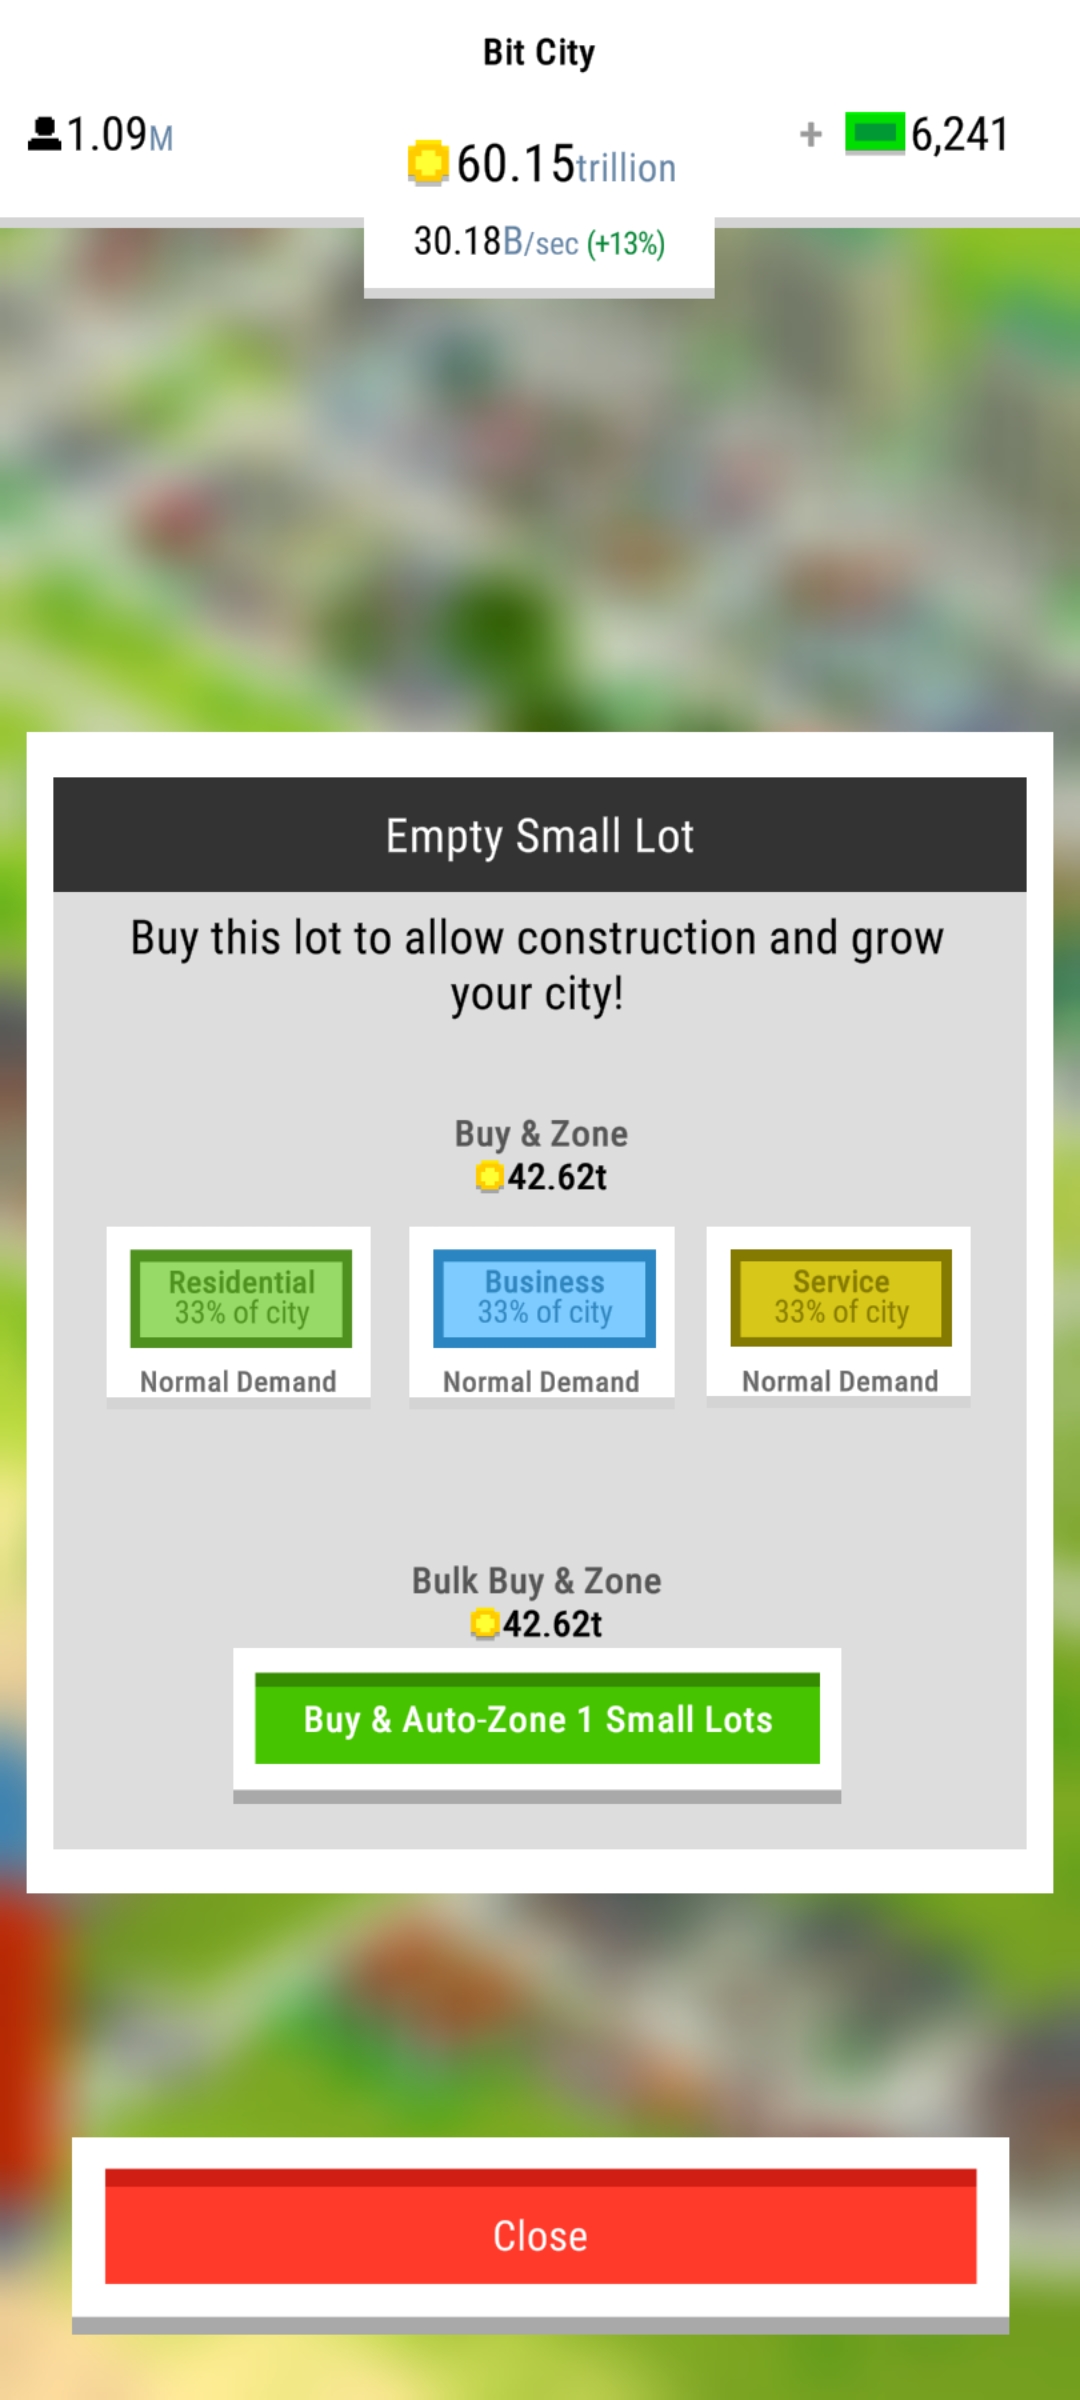 Bit City
1.09M
60.15trillion
+ 6,241
30.18B/sec (+13%)
Empty Small Lot
Buy this lot to allow construction and grow
your city!
Buy & Zone
42.62t
Residential
33% of city
Normal Demand
Business
33% of city
Normal Demand
Service
33% of city
Normal Demand
Bulk Buy & Zone
42.62t
Buy & Auto-Zone 1 Small Lots
Close